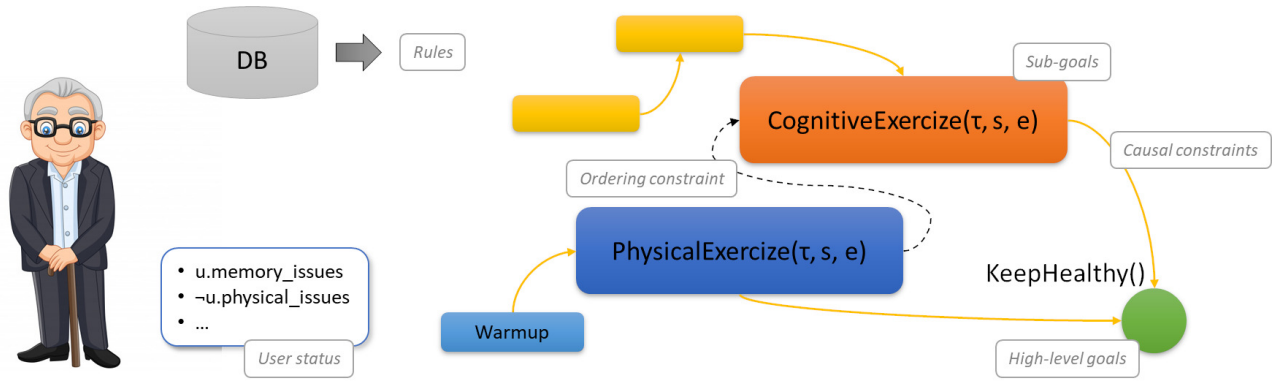 DB
Rules
Sub-goals
CognitiveExercize(τ, s, e)
Causal constraints
Ordering constraint
PhysicalExercize(τ, s, e)
KeepHealthy()
• u.memory_issues
• ¬u.physical_issues
• ...
User status
Warmup
High-level goals